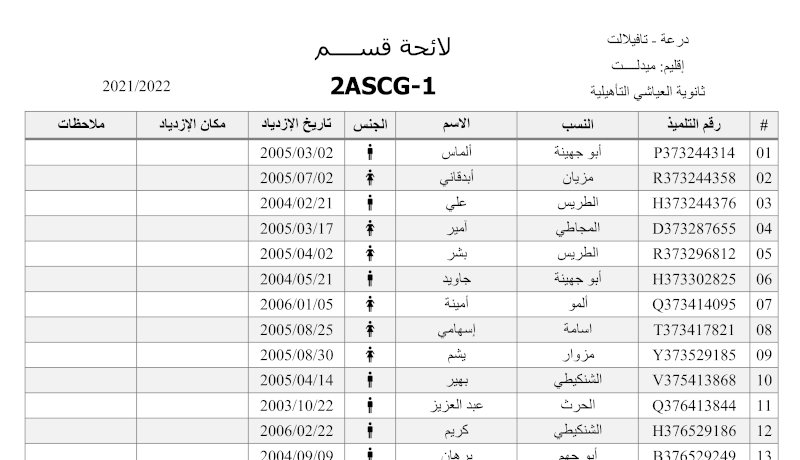 درعة - تافيلالت
إقليم: ميدلـــت
ثانوية العياشي التأهيلية
لائحة قســـم
2ASCG-1
2021/2022
# رقم التلميذ النسب الاسم الجنس تاريخ الإزدياد مكان الإزدياد ملاحظات
01 P373244314 أبو جهينة ألماس 2005/03/02
02 R373244358 مزيان أبدقاني 2005/07/02
03 H373244376 الطريس علي 2004/02/21
04 D373287655 المجاطي آمير 2005/03/17
05 R373296812 الطريس بشر 2005/04/02
06 H373302825 أبو جهينة جاويد 2004/05/21
07 Q373414095 ألمو أمينة 2006/01/05
08 T373417821 اسامة إسهامي 2005/08/25
09 Y373529185 مزوار يشم 2005/08/30
10 V375413868 الشنكيطي بهير 2005/04/14
11 Q376413844 الحرث عبد العزيز 2003/10/22
12 H376529186 الشنكيطي كريم 2006/02/22
13 B376529249 أبو جهم برهان 2004/09/09